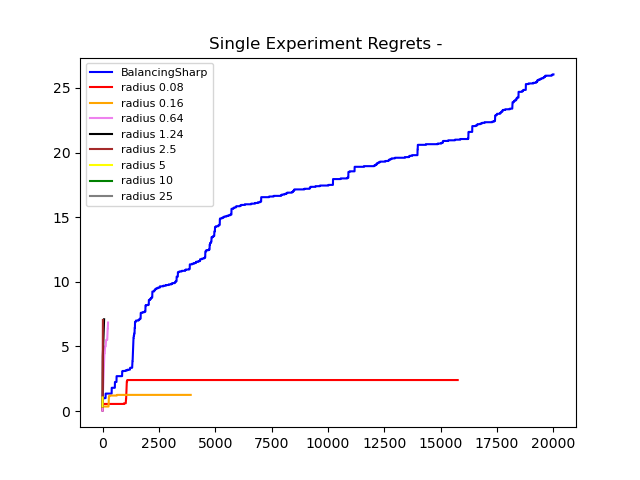 Single Experiment Regrets -
BalancingSharp
radius 0.08
radius 0.16
radius 0.64
radius 1.24
radius 2.5
radius 5
radius 10
radius 25
25
20
15
10
5
0
0 2500 5000 7500 10000 12500 15000 17500 20000